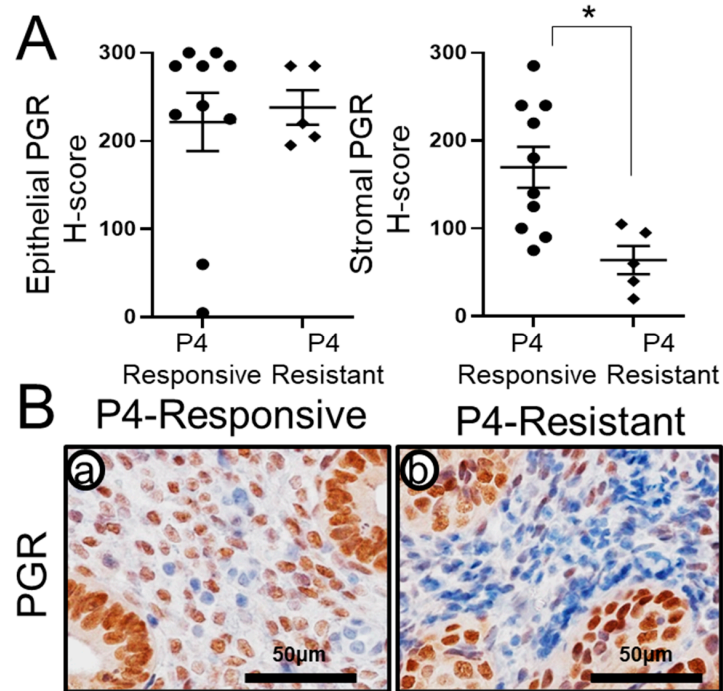 A
Epithelial PGR
H-score
300
200
100
0
P4
Responsive
P4
Resistant
Stromal PGR
H-score
*
300
200
100
0
P4
Responsive
P4
Resistant
B
P4-Responsive
P4-Resistant
PGR
a
50μm
b
50μm